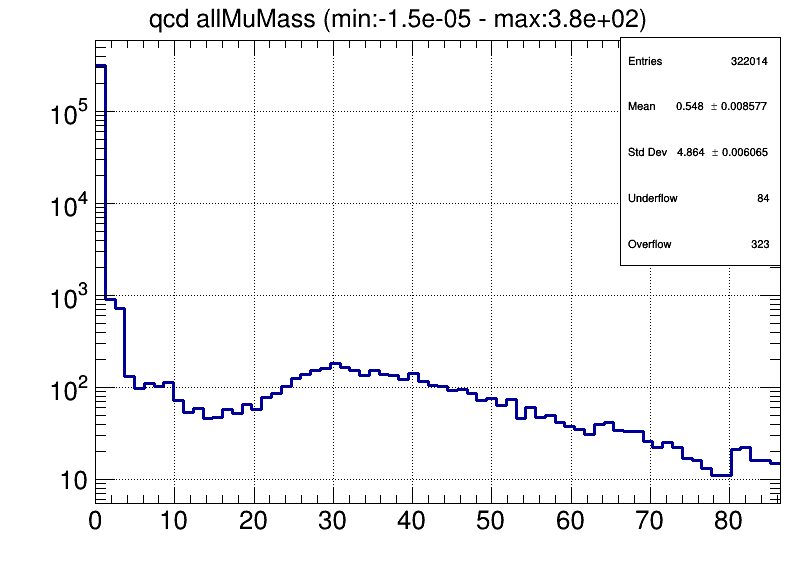 qcd allMuMass (min:-1.5e-05 - max:3.8e+02)
Entries 322014
Mean 0.548 ± 0.008577
Std Dev 4.864 ± 0.006065
Underflow 84
Overflow 323
10^5
10^4
10^3
10^2
10
0 10 20 30 40 50 60 70 80